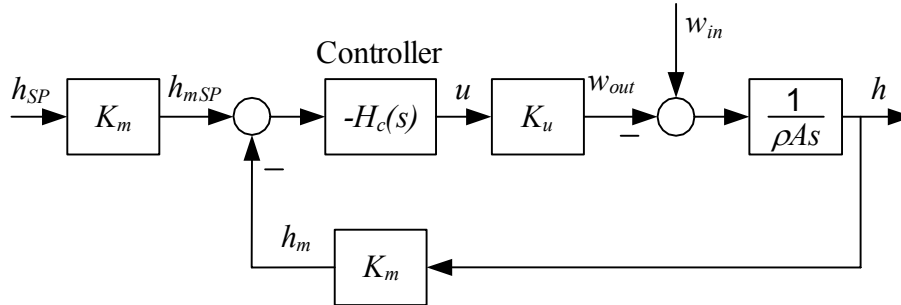 w_in
Controller
h_SP
K_m
h_mSP
-H_c(s)
u
K_u
w_out
1
ρAs
h
−
−
h_m
K_m